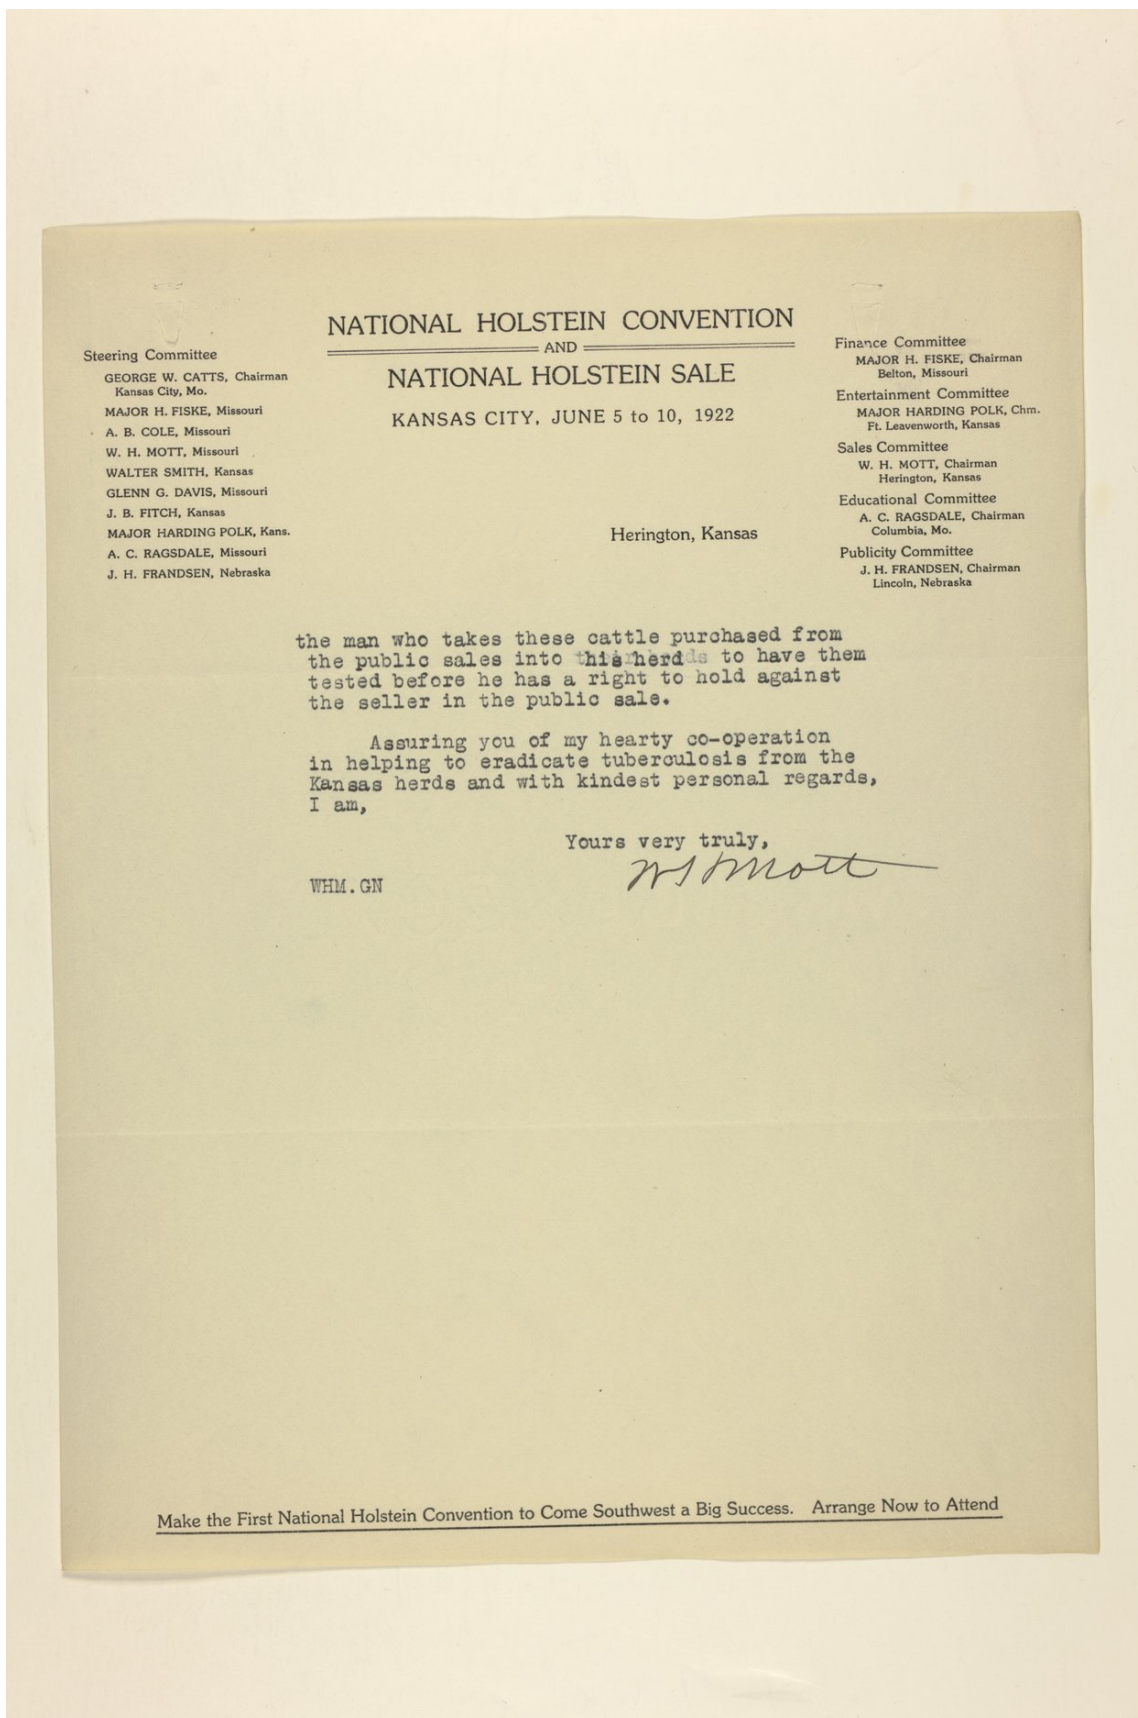 NATIONAL HOLSTEIN CONVENTION
AND
NATIONAL HOLSTEIN SALE
KANSAS CITY, JUNE 5 to 10, 1922
Steering Committee
GEORGE W. CATTS, Chairman
Kansas City, Mo.
MAJOR H. FISKE, Missouri
A. B. COLE, Missouri
W. H. MOTT, Missouri
WALTER SMITH, Kansas
GLENN G. DAVIS, Missouri
J. B. FITCH, Kansas
MAJOR HARDING POLK, Kans.
A. C. RAGSDALE, Missouri
J. H. FRANDSEN, Nebraska
Finance Committee
MAJOR H. FISKE, Chairman
Belton, Missouri
Entertainment Committee
MAJOR HARDING POLK, Chm.
Ft. Leavenworth, Kansas
Sales Committee
W. H. MOTT, Chairman
Herington, Kansas
Educational Committee
A. C. RAGSDALE, Chairman
Columbia, Mo.
Publicity Committee
J. H. FRANDSEN, Chairman
Lincoln, Nebraska
Herington, Kansas
the man who takes these cattle purchased from
the public sales into his herd to have them
tested before he has a right to hold against
the seller in the public sale.
Assuring you of my hearty co-operation
in helping to eradicate tuberculosis from the
Kansas herds and with kindest personal regards,
I am,
Yours very truly,
W H Mott
WHM.GN
Make the First National Holstein Convention to Come Southwest a Big Success. Arrange Now to Attend